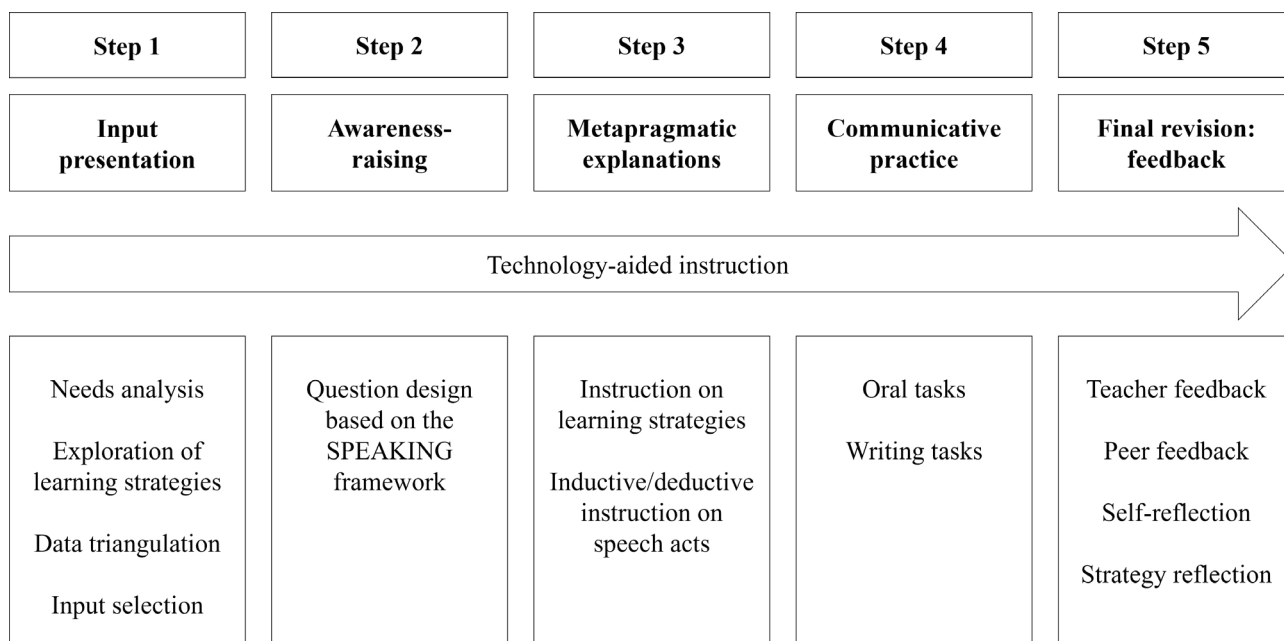 Step 1
Step 2
Step 3
Step 4
Step 5
Input
presentation
Awareness-
raising
Metapragmatic
explanations
Communicative
practice
Final revision:
feedback
Technology-aided instruction
Needs analysis
Exploration of
learning strategies
Data triangulation
Input selection
Question design
based on the
SPEAKING
framework
Instruction on
learning strategies
Inductive/deductive
instruction on
speech acts
Oral tasks
Writing tasks
Teacher feedback
Peer feedback
Self-reflection
Strategy reflection